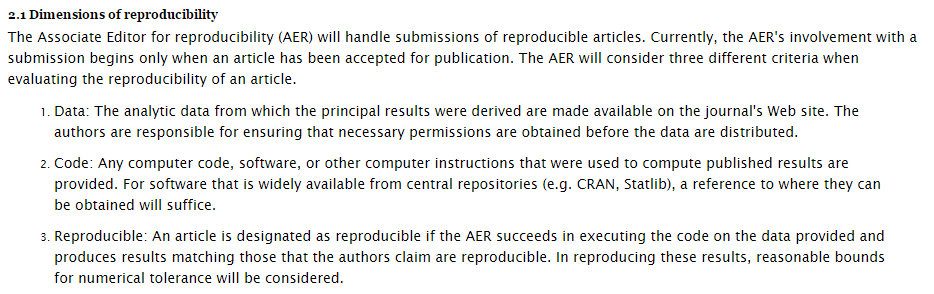 2.1 Dimensions of reproducibility
The Associate Editor for reproducibility (AER) will handle submissions of reproducible articles. Currently, the AER's involvement with a
submission begins only when an article has been accepted for publication. The AER will consider three different criteria when
evaluating the reproducibility of an article.
1. Data: The analytic data from which the principal results were derived are made available on the journal's Web site. The
authors are responsible for ensuring that necessary permissions are obtained before the data are distributed.
2. Code: Any computer code, software, or other computer instructions that were used to compute published results are
provided. For software that is widely available from central repositories (e.g. CRAN, Statlib), a reference to where they can
be obtained will suffice.
3. Reproducible: An article is designated as reproducible if the AER succeeds in executing the code on the data provided and
produces results matching those that the authors claim are reproducible. In reproducing these results, reasonable bounds
for numerical tolerance will be considered.